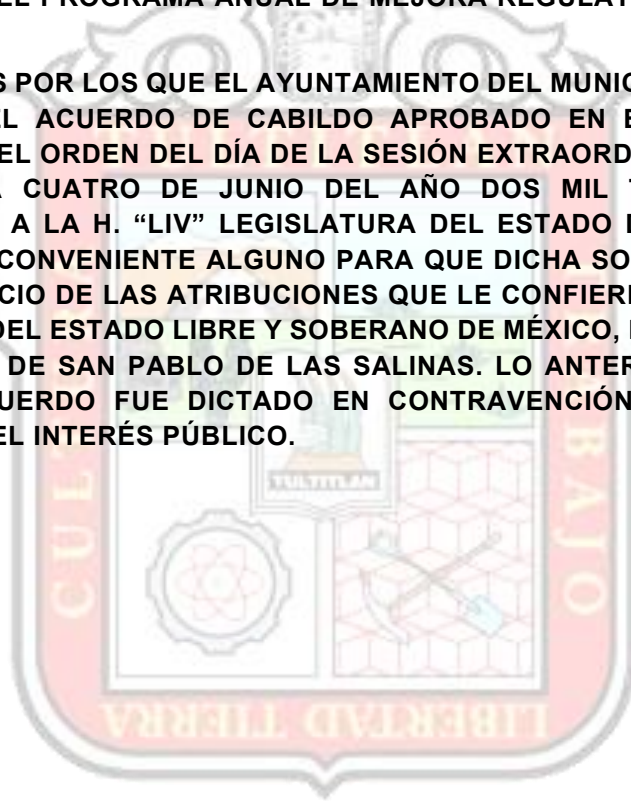 EL PROGRAMA ANUAL DE MEJORA REGULAT
S POR LOS QUE EL AYUNTAMIENTO DEL MUNIC
EL ACUERDO DE CABILDO APROBADO EN E
EL ORDEN DEL DÍA DE LA SESIÓN EXTRAORD
A CUATRO DE JUNIO DEL AÑO DOS MIL T
A LA H. “LIV” LEGISLATURA DEL ESTADO
CONVENIENTE ALGUNO PARA QUE DICHA SO
CIO DE LAS ATRIBUCIONES QUE LE CONFIER
DEL ESTADO LIBRE Y SOBERANO DE MÉXICO,
DE SAN PABLO DE LAS SALINAS. LO ANTER
UERDO FUE DICTADO EN CONTRAVENCIÓN
EL INTERÉS PÚBLICO.
TULTITLAN
CULTURA
TRABAJO
TIERRA
LIBERTAD